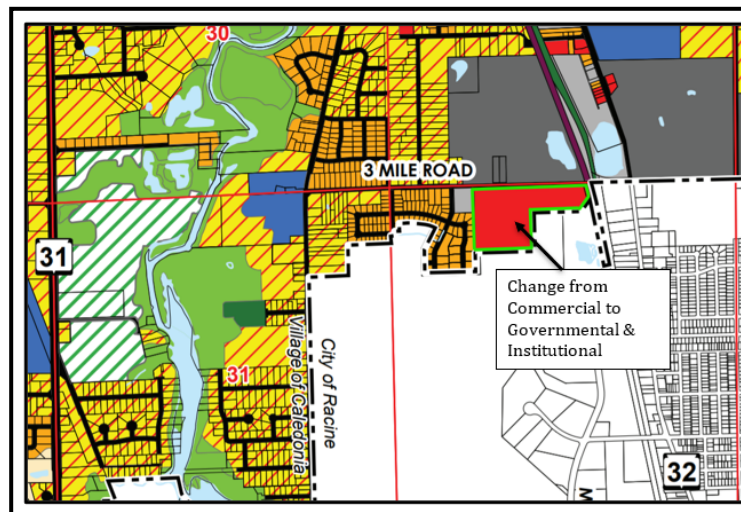 30
3 MILE ROAD
31
Change from
Commercial to
Governmental &
Institutional
31
Village of Caledonia
City of Racine
32
M